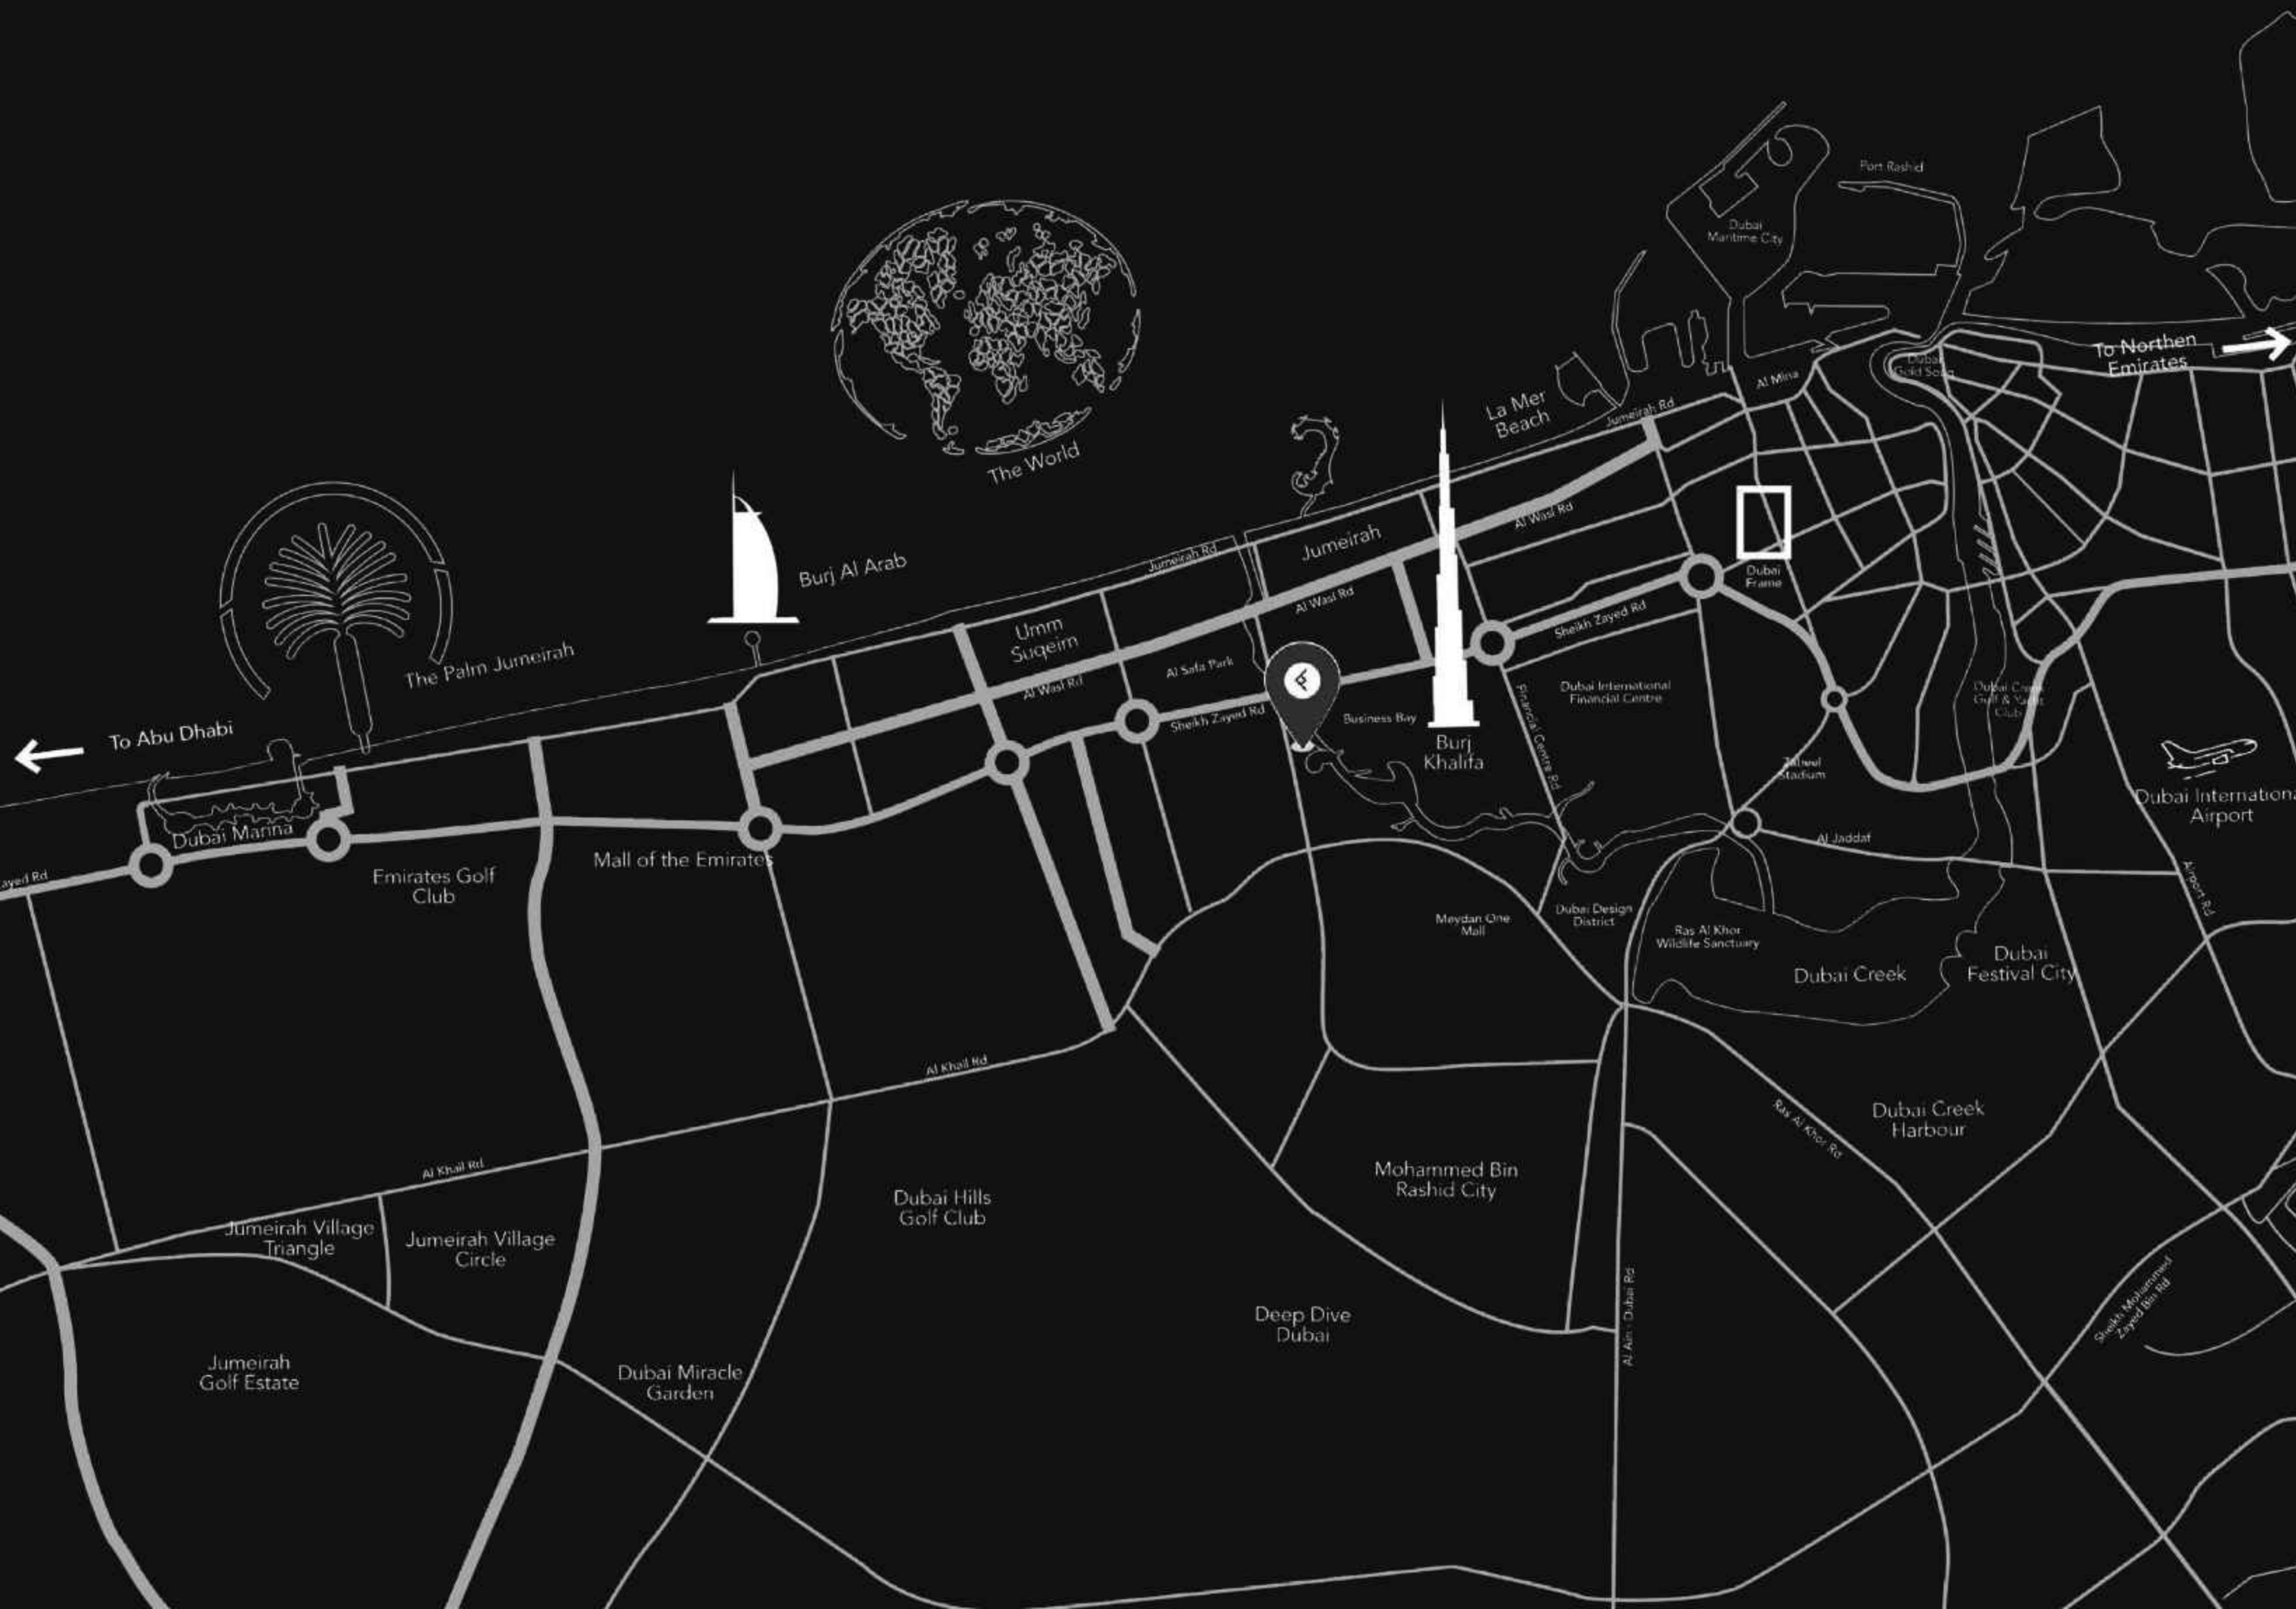 Port Rashid
Dubai
Maritime City
To Northen
Emirates
Dubai
Gold Souq
Al Mina
La Mer
Beach
Jumeirah Rd
The World
Al Wasl Rd
Jumeirah
Jumeirah Rd
Burj Al Arab
Dubai
Frame
Al Wasl Rd
Sheikh Zayed Rd
Umm
Suqeim
The Palm Jumeirah
Al Safa Park
Al Wasl Rd
Dubai International
Financial Centre
Dubai Creek
Golf & Yacht
Club
Sheikh Zayed Rd
Business Bay
Financial Centre Rd
To Abu Dhabi
Burj
Khalifa
Zabeel
Stadium
Dubai Internationa
Airport
Dubai Marina
Al Jaddaf
Mall of the Emirates
ayed Rd
Emirates Golf
Club
Airport Rd
Meydan One
Mall
Dubai Design
District
Ras Al Khor
Wildlife Sanctuary
Dubai Creek
Dubai
Festival City
Al Khail Rd
Ras Al Khor Rd
Dubai Creek
Harbour
Al Khail Rd
Mohammed Bin
Rashid City
Dubai Hills
Golf Club
Jumeirah Village
Triangle
Jumeirah Village
Circle
Sheikh Mohammed
Zayed Bin Rd
Al Ain - Dubai Rd
Deep Dive
Dubai
Jumeirah
Golf Estate
Dubai Miracle
Garden